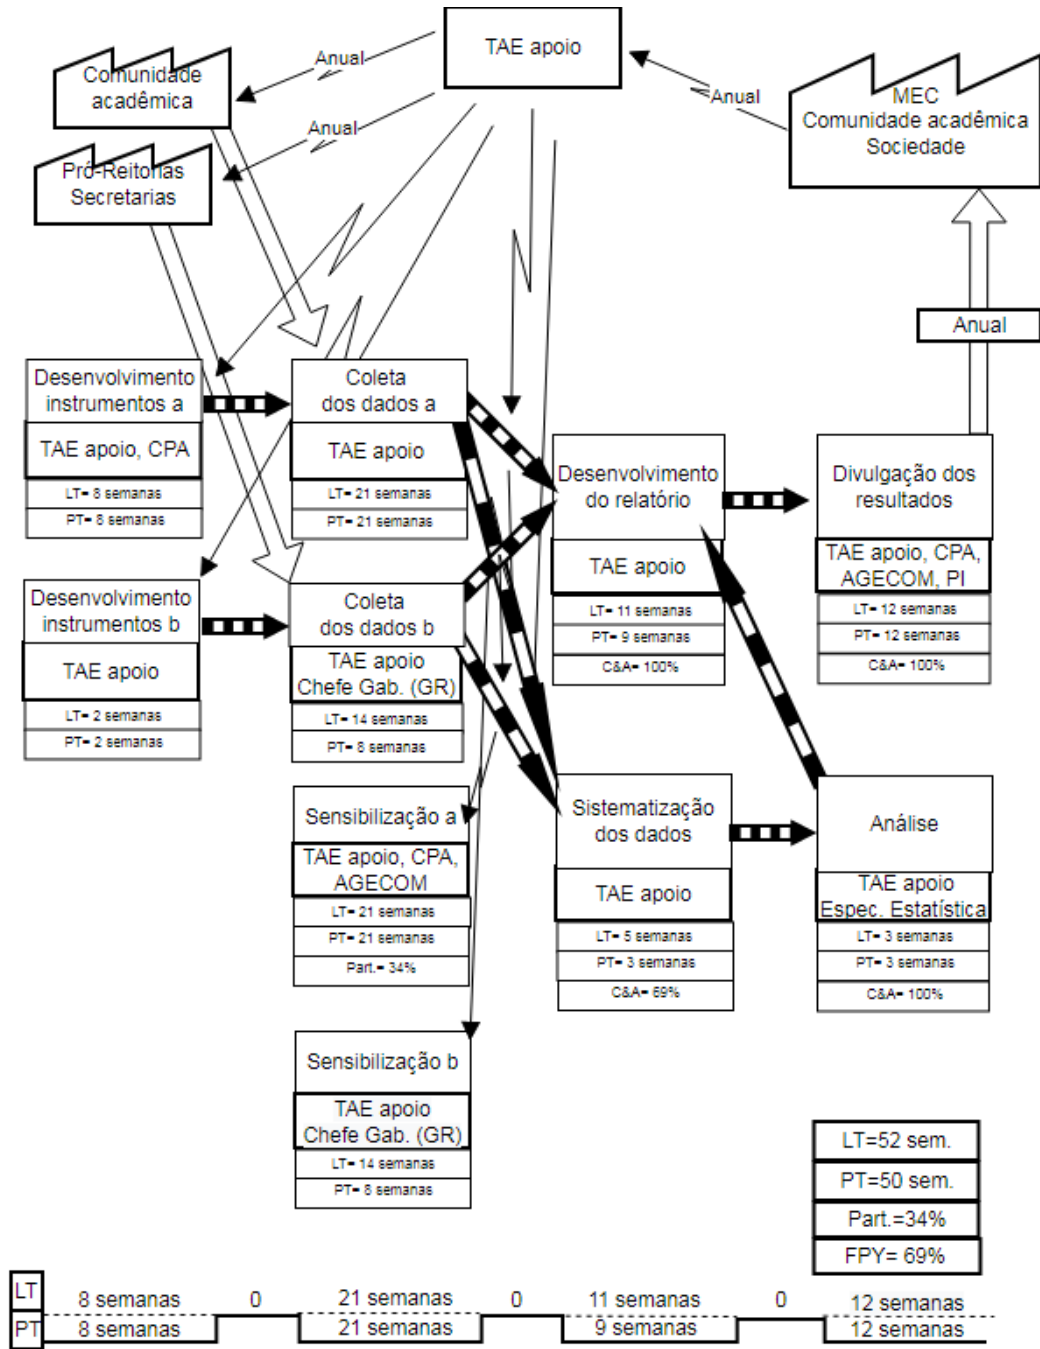 TAE apoio
Anual
Comunidade
acadêmica
Anual
Pró-Reitorias
Secretarias
Anual
MEC
Comunidade acadêmica
Sociedade
Anual
Desenvolvimento
instrumentos a
TAE apoio, CPA
LT= 8 semanas
PT= 8 semanas
Coleta
dos dados a
TAE apoio
LT= 21 semanas
PT= 21 semanas
Desenvolvimento
do relatório
TAE apoio
LT= 11 semanas
PT= 9 semanas
C&A= 100%
Divulgação dos
resultados
TAE apoio, CPA,
AGECOM, PI
LT= 12 semanas
PT= 12 semanas
C&A= 100%
Desenvolvimento
instrumentos b
TAE apoio
LT= 2 semanas
PT= 2 semanas
Coleta
dos dados b
TAE apoio
Chefe Gab. (GR)
LT= 14 semanas
PT= 8 semanas
Sensibilização a
TAE apoio, CPA,
AGECOM
LT= 21 semanas
PT= 21 semanas
Part.= 34%
Sistematização
dos dados
TAE apoio
LT= 5 semanas
PT= 3 semanas
C&A= 69%
Análise
TAE apoio
Espec. Estatística
LT= 3 semanas
PT= 3 semanas
C&A= 100%
Sensibilização b
TAE apoio
Chefe Gab. (GR)
LT= 14 semanas
PT= 8 semanas
LT=52 sem.
PT=50 sem.
Part.=34%
FPY= 69%
LT 8 semanas 0 21 semanas 0 11 semanas 0 12 semanas
PT 8 semanas 21 semanas 9 semanas 12 semanas